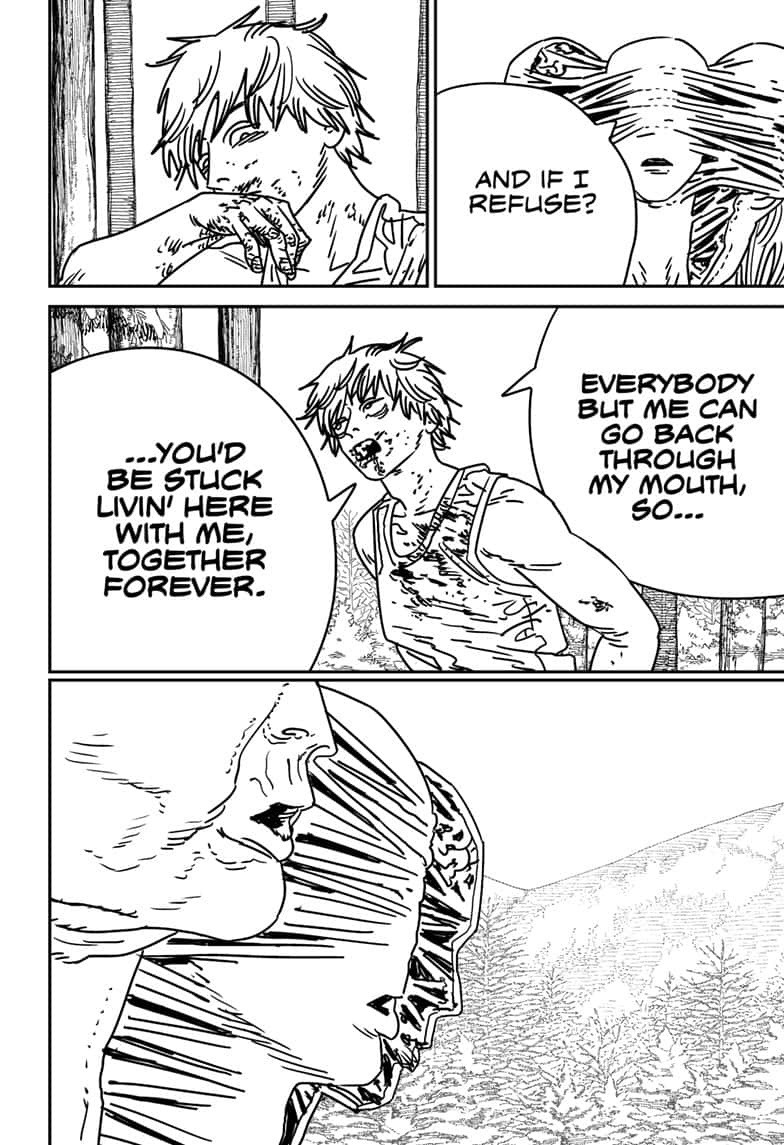 AND IF I
REFUSE?
EVERYBODY
BUT ME CAN
GO BACK
THROUGH
MY MOUTH,
SO...
...YOU'D
BE STUCK
LIVIN' HERE
WITH ME,
TOGETHER
FOREVER.